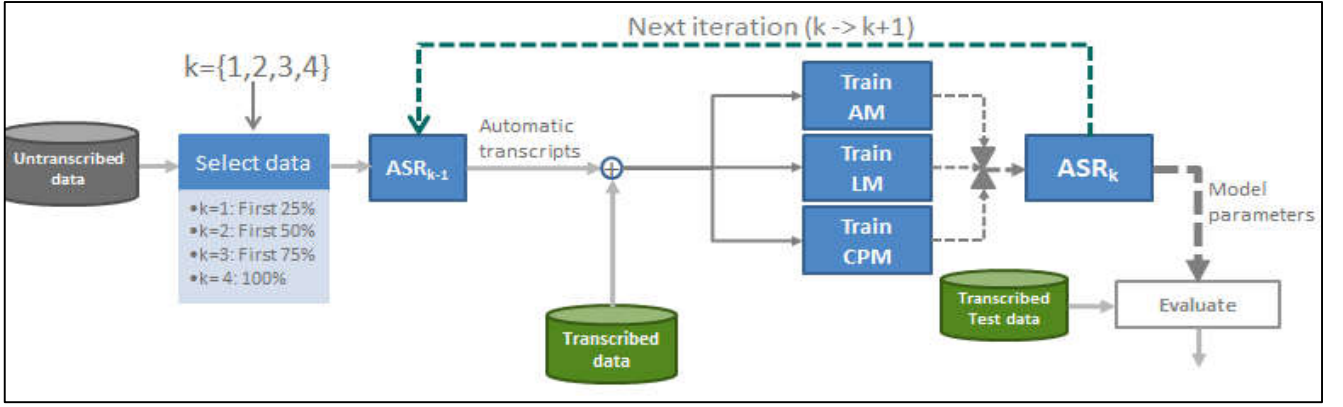 Next iteration (k -> k+1)
k={1,2,3,4}
Untranscribed
data
Select data
•k=1: First 25%
•k=2: First 50%
•k=3: First 75%
•k= 4: 100%
ASRk-1
Automatic
transcripts
+
Transcribed
data
Train
AM
Train
LM
Train
CPM
ASRk
Model
parameters
Transcribed
Test data
Evaluate